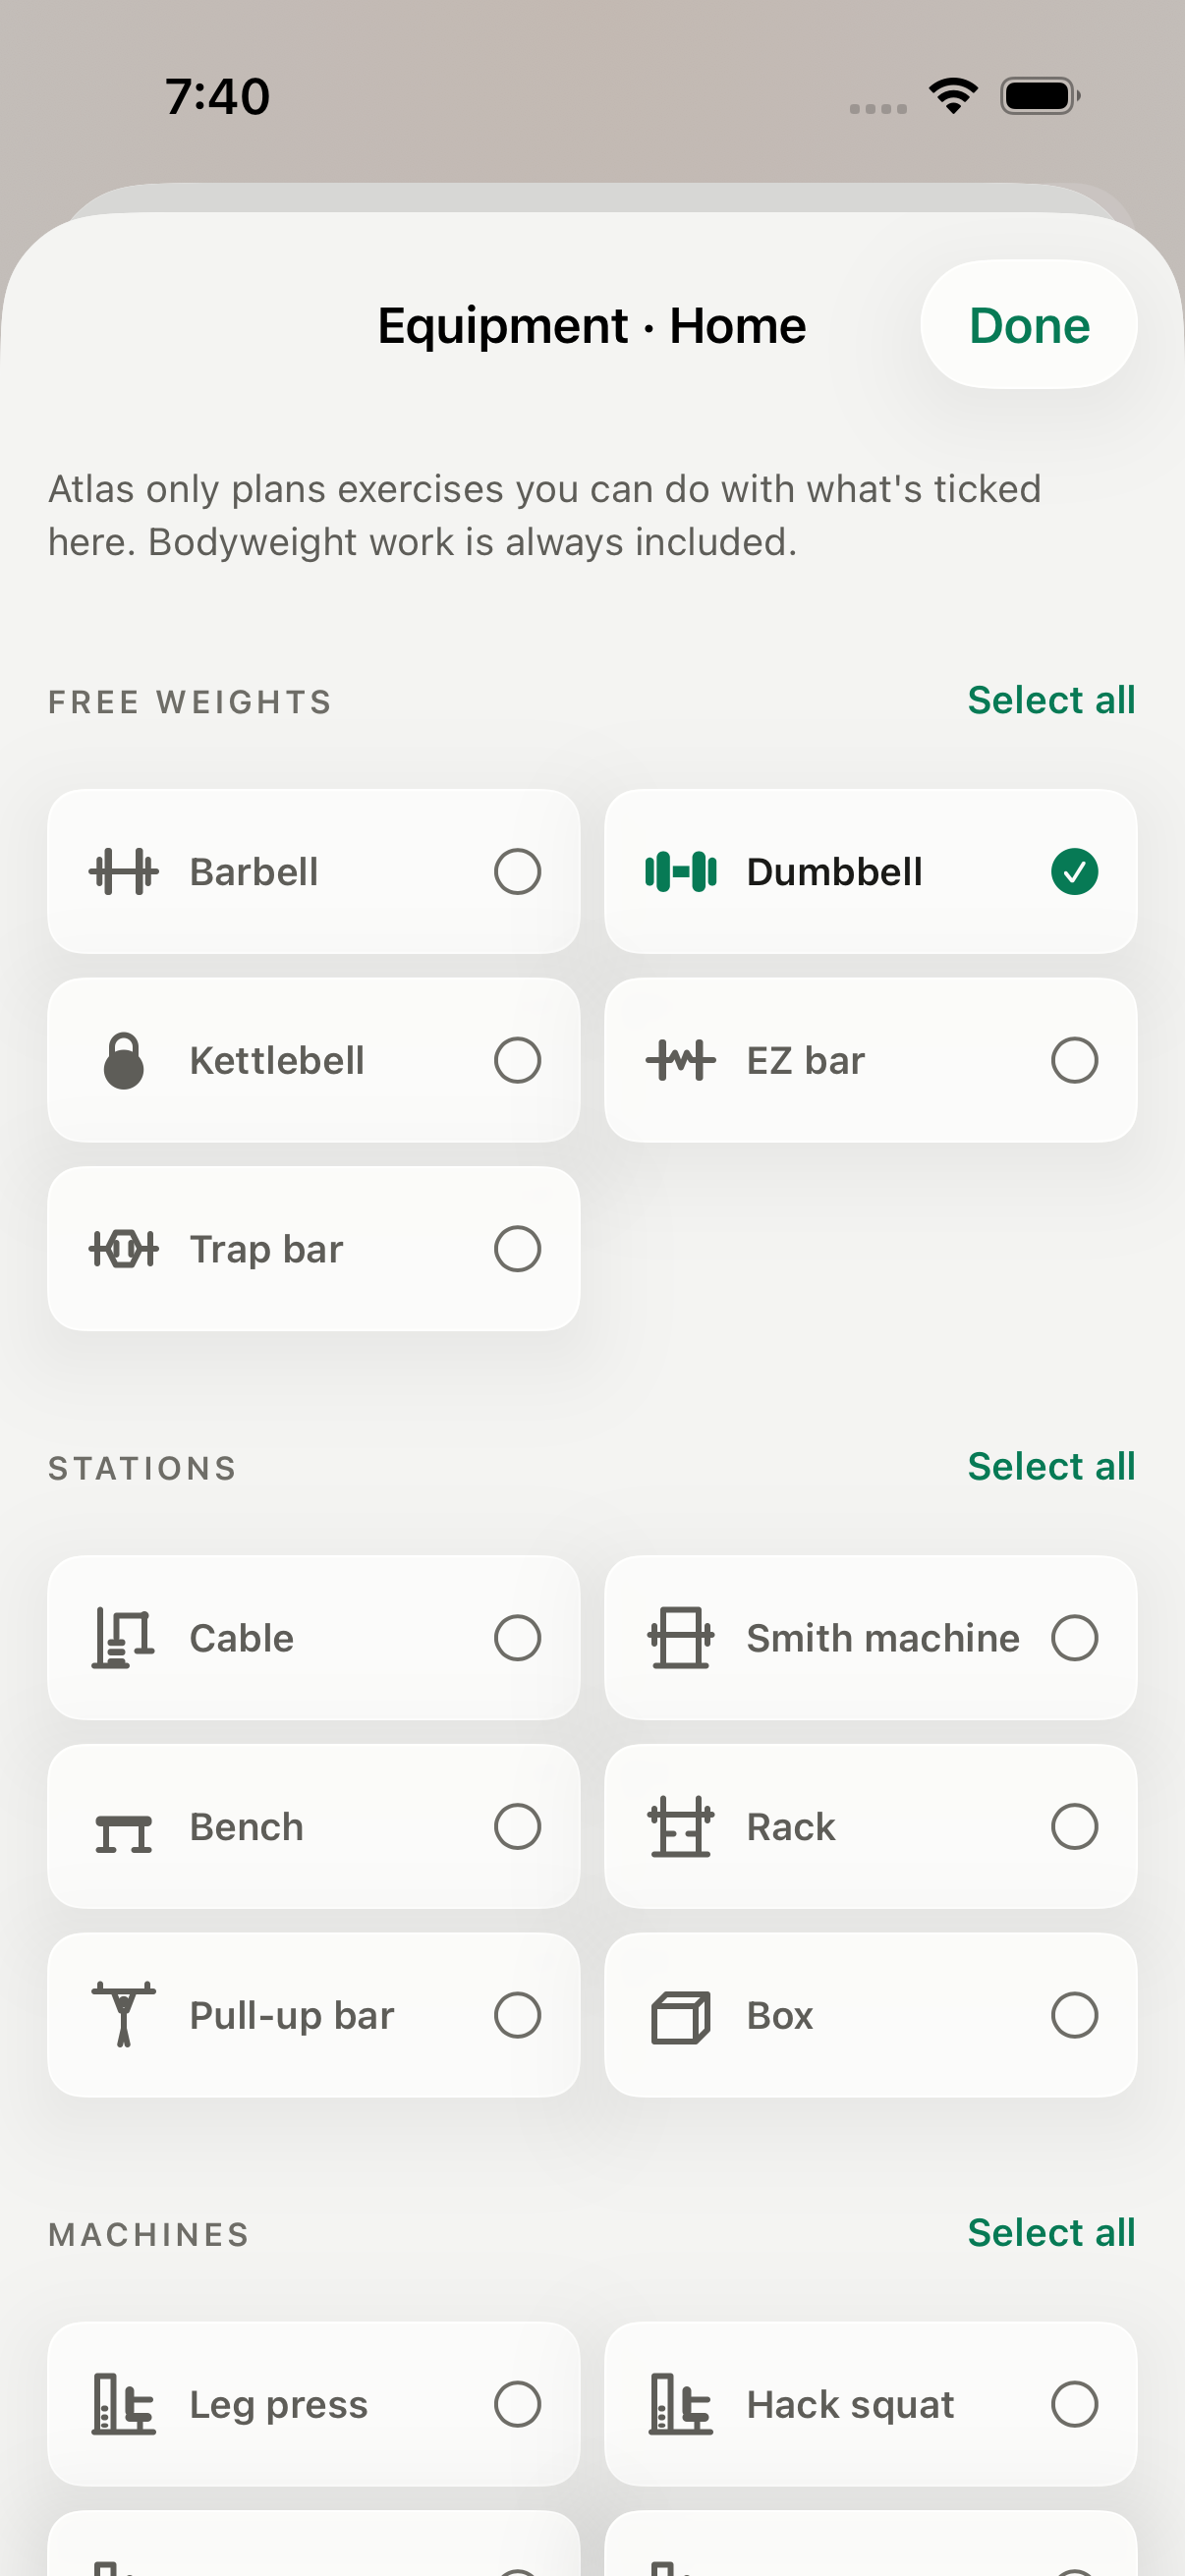 7:40
Equipment · Home
Done
Atlas only plans exercises you can do with what's ticked
here. Bodyweight work is always included.
FREE WEIGHTS
Select all
Barbell
Dumbbell
Kettlebell
EZ bar
Trap bar
STATIONS
Select all
Cable
Smith machine
Bench
Rack
Pull-up bar
Box
MACHINES
Select all
Leg press
Hack squat